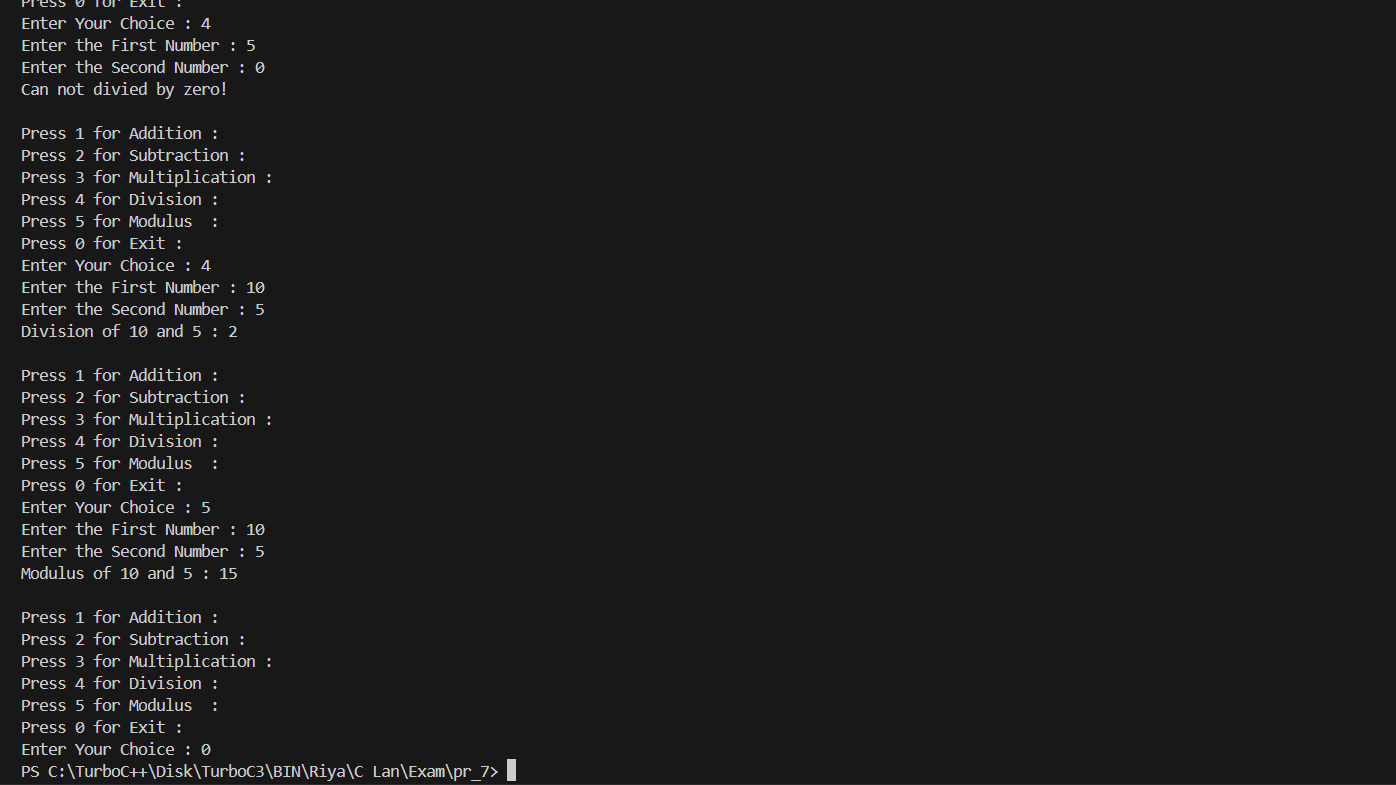 Press 0 for Exit :
Enter Your Choice : 4
Enter the First Number : 5
Enter the Second Number : 0
Can not divied by zero!

Press 1 for Addition :
Press 2 for Subtraction :
Press 3 for Multiplication :
Press 4 for Division :
Press 5 for Modulus  :
Press 0 for Exit :
Enter Your Choice : 4
Enter the First Number : 10
Enter the Second Number : 5
Division of 10 and 5 : 2

Press 1 for Addition :
Press 2 for Subtraction :
Press 3 for Multiplication :
Press 4 for Division :
Press 5 for Modulus  :
Press 0 for Exit :
Enter Your Choice : 5
Enter the First Number : 10
Enter the Second Number : 5
Modulus of 10 and 5 : 15

Press 1 for Addition :
Press 2 for Subtraction :
Press 3 for Multiplication :
Press 4 for Division :
Press 5 for Modulus  :
Press 0 for Exit :
Enter Your Choice : 0
PS C:\TurboC++\Disk\TurboC3\BIN\Riya\C Lan\Exam\pr_7>